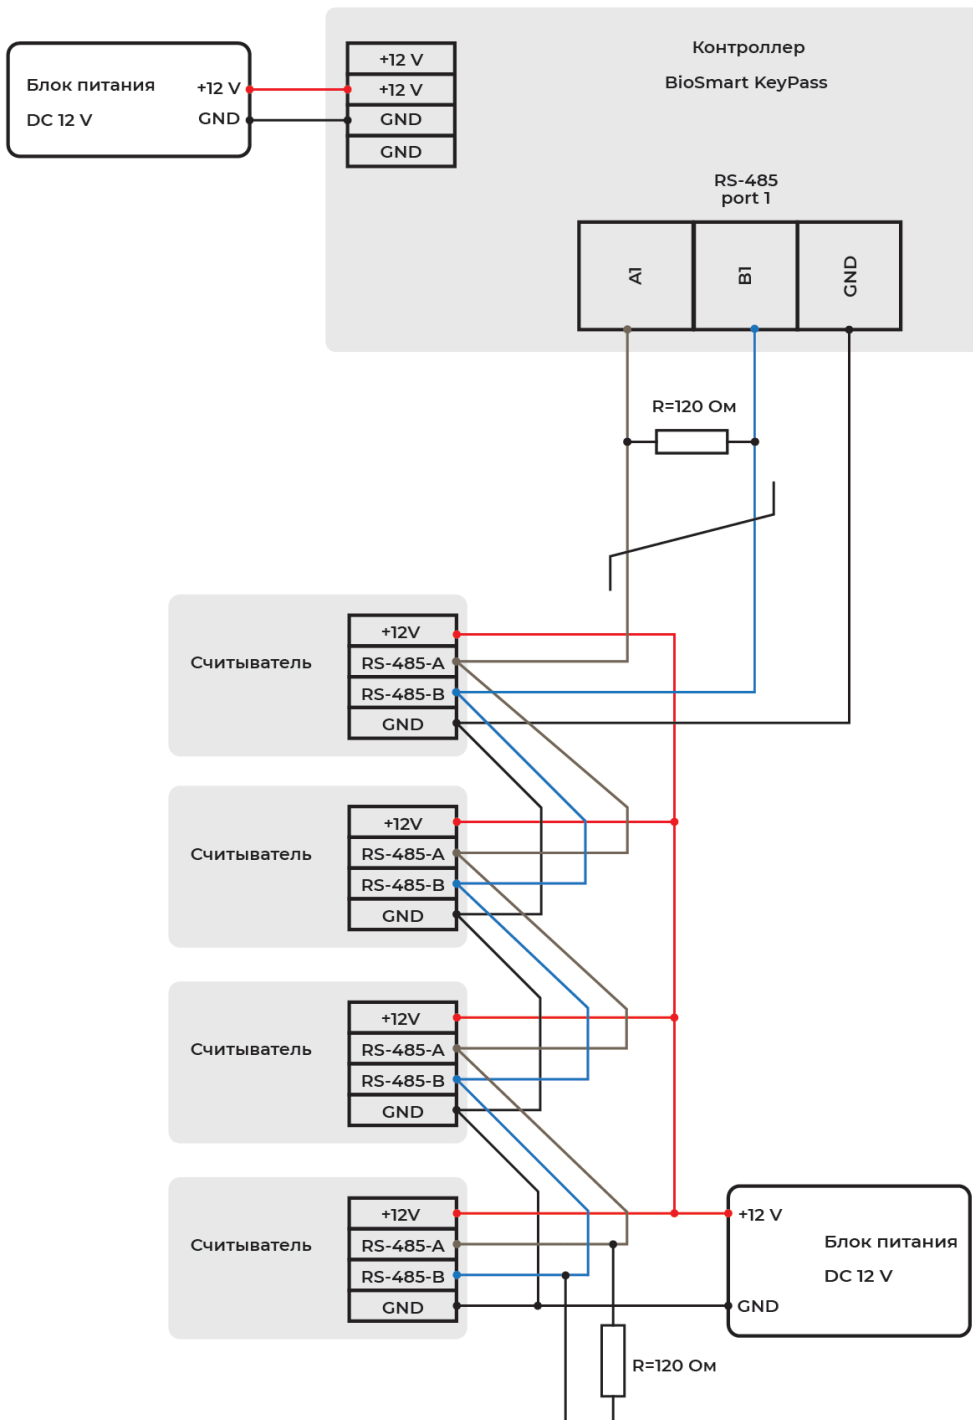 Блок питания
DC 12 V
+12 V
GND
+12 V
+12 V
GND
GND
Контроллер
BioSmart KeyPass
RS-485
port 1
A1
B1
GND
R=120 Ом
Считыватель
+12V
RS-485-A
RS-485-B
GND
Считыватель
+12V
RS-485-A
RS-485-B
GND
Считыватель
+12V
RS-485-A
RS-485-B
GND
Считыватель
+12V
RS-485-A
RS-485-B
GND
+12 V
Блок питания
DC 12 V
GND
R=120 Ом